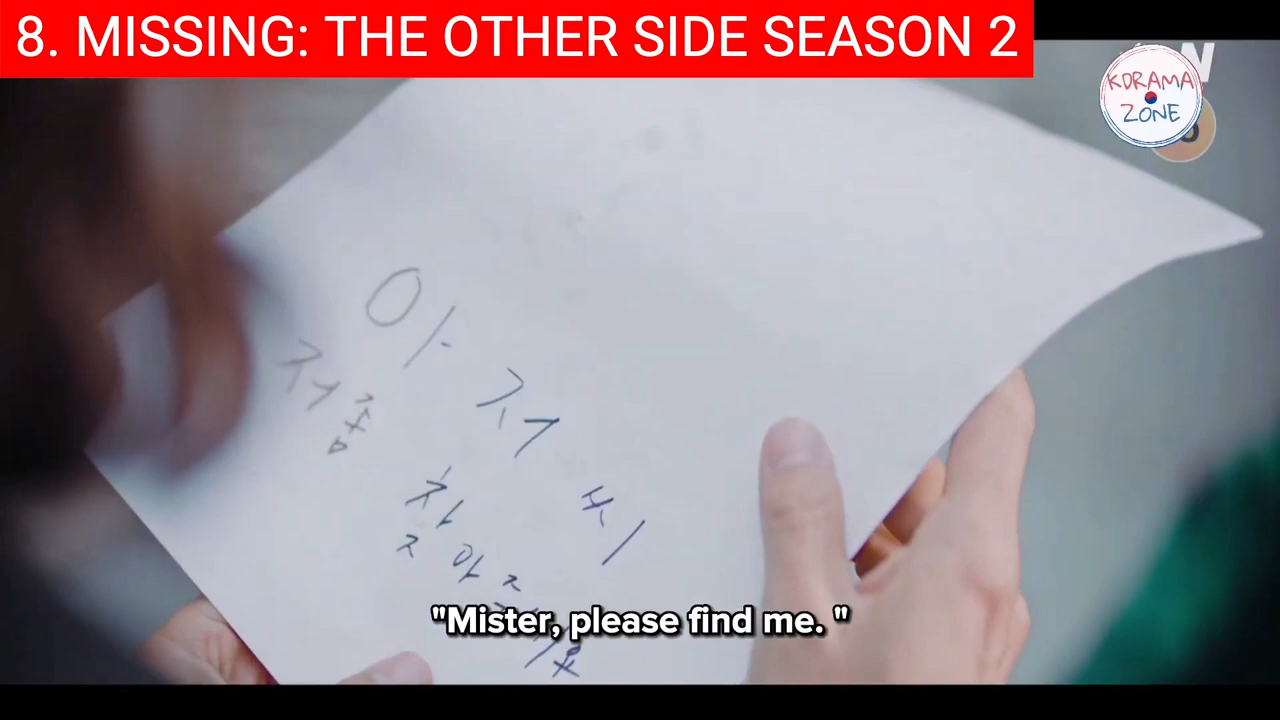 8. MISSING: THE OTHER SIDE SEASON 2
KDRAMA
ZONE
아저씨
저 좀
찾아
"Mister, please find me. "